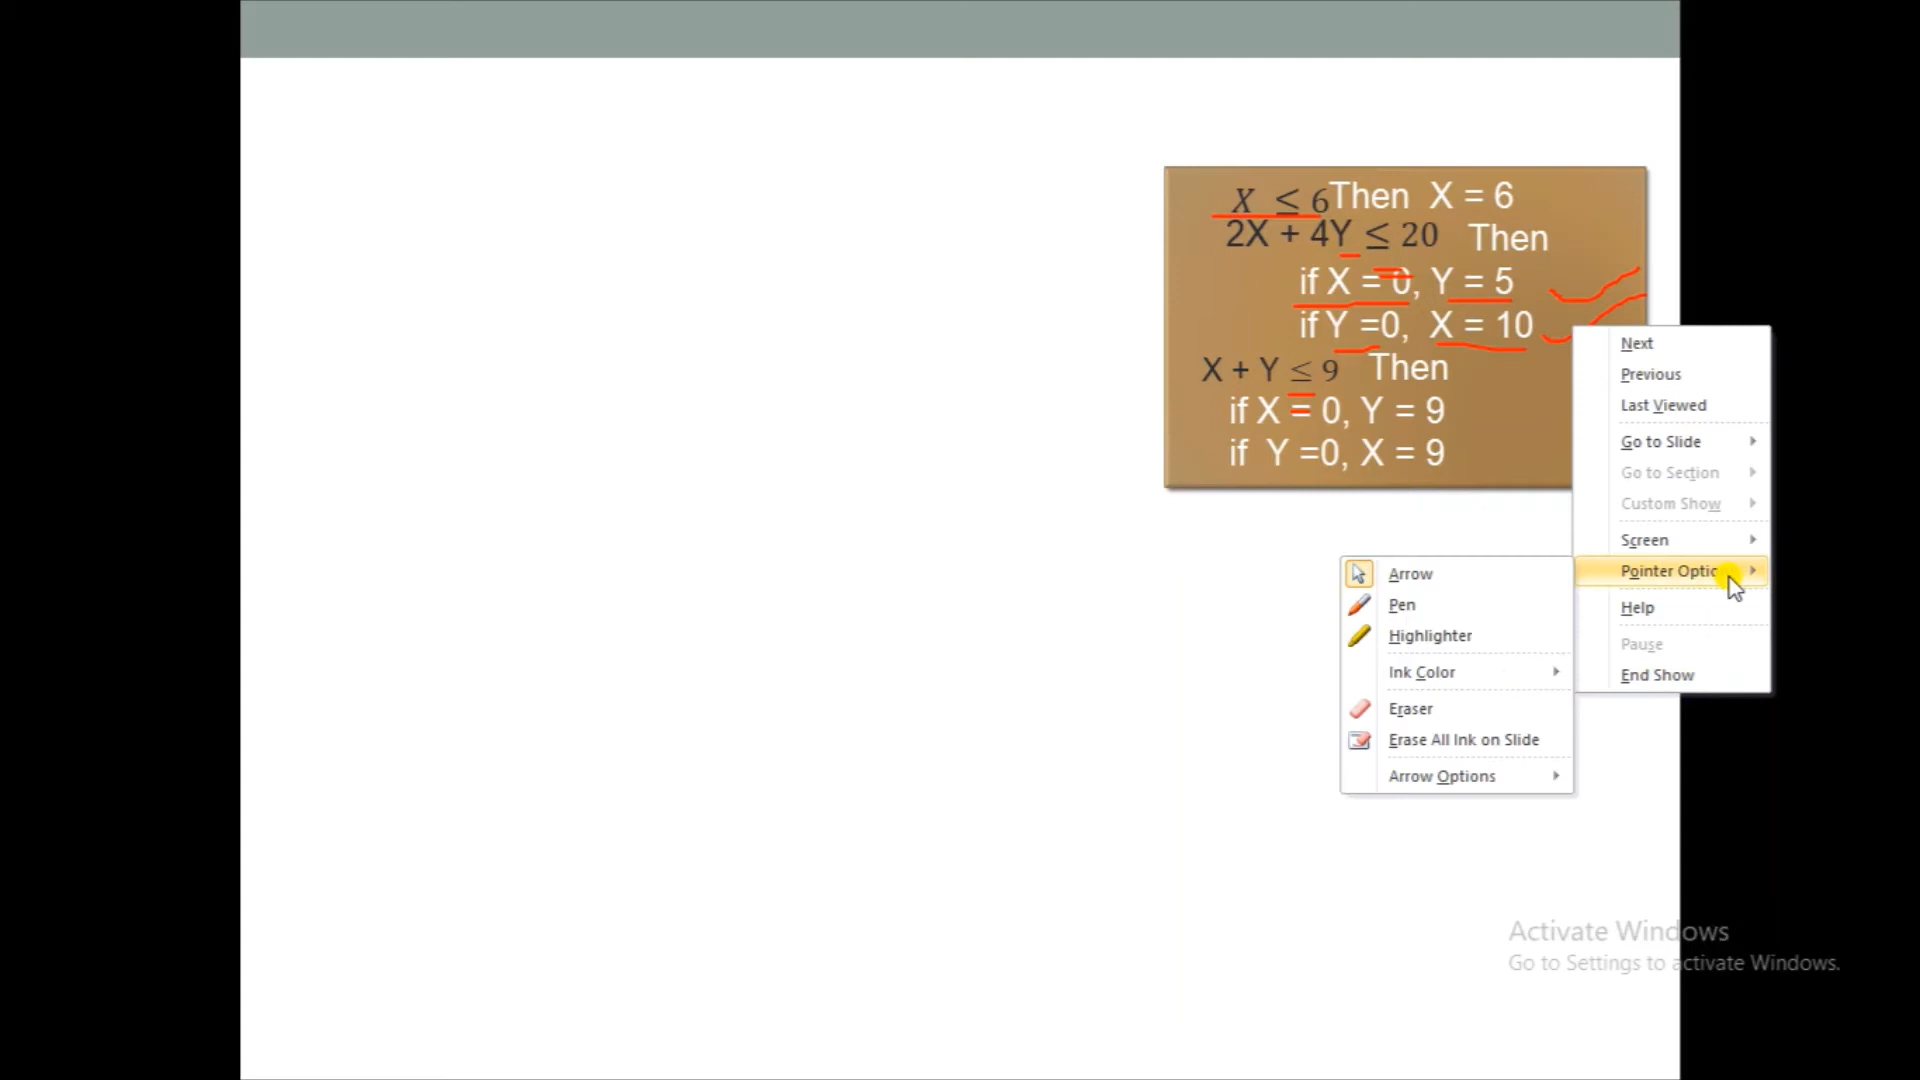 X ≤ 6 Then X = 6
2X + 4Y ≤ 20 Then
if X = 0, Y = 5
if Y =0, X = 10
X + Y ≤ 9 Then
if X = 0, Y = 9
if Y =0, X = 9
Next
Previous
Last Viewed
Go to Slide
Go to Section
Custom Show
Screen
Pointer Optio
Help
Pause
End Show
Arrow
Pen
Highlighter
Ink Color
Eraser
Erase All Ink on Slide
Arrow Options
Activate Windows
Go to Settings to activate Windows.